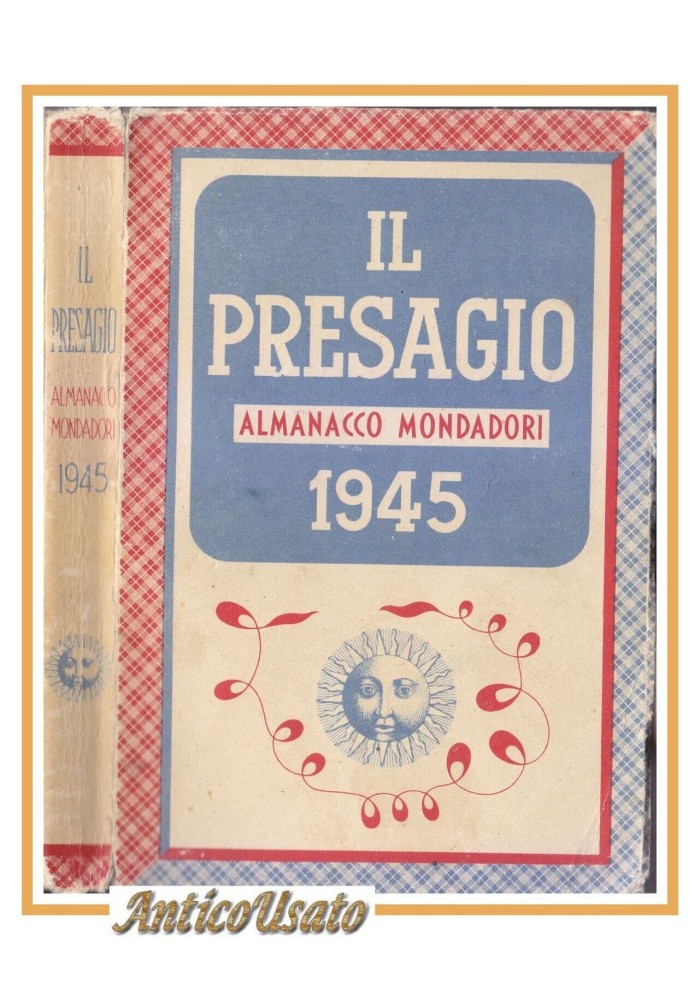 IL
PRESAGIO
ALMANACCO
MONDADORI
1945
IL
PRESAGIO
ALMANACCO MONDADORI
1945
AnticoUsato